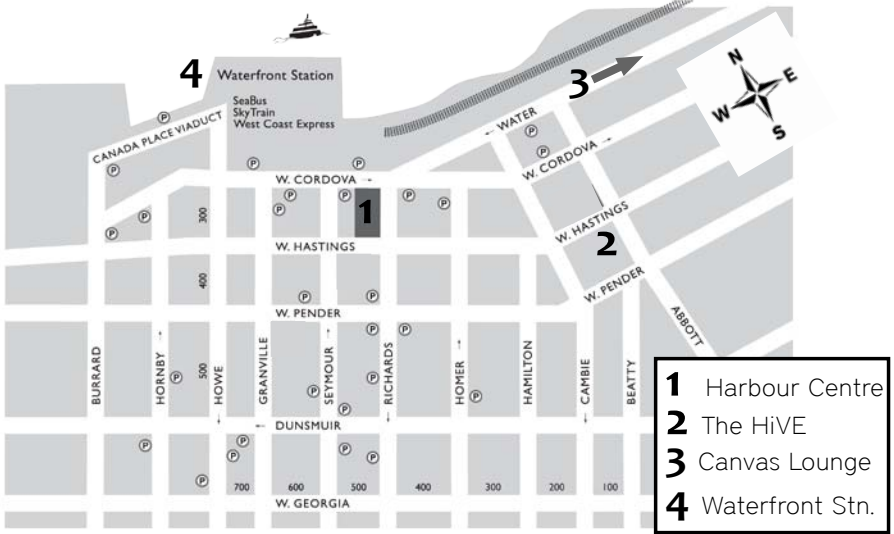 4 Waterfront Station
SeaBus
SkyTrain
West Coast Express
3
N
E
W
S
P
CANADA PLACE VIADUCT
← WATER
P
P
P
P
P
W. CORDOVA →
P
W. CORDOVA →
300
P
P
P
1
P
P
P
P
W. HASTINGS
W. HASTINGS
2
400
P
P
W. PENDER
W. PENDER
P
P
ABBOTT
BURRARD
HORNBY →
500
HOWE →
GRANVILLE
SEYMOUR →
RICHARDS →
HOMER →
HAMILTON
CAMBIE →
BEATTY
P
P
P
P
P
← DUNSMUIR
P
P
P
P
P
P
700
600
500
400
300
200
100
W. GEORGIA
1 Harbour Centre
2 The HiVE
3 Canvas Lounge
4 Waterfront Stn.